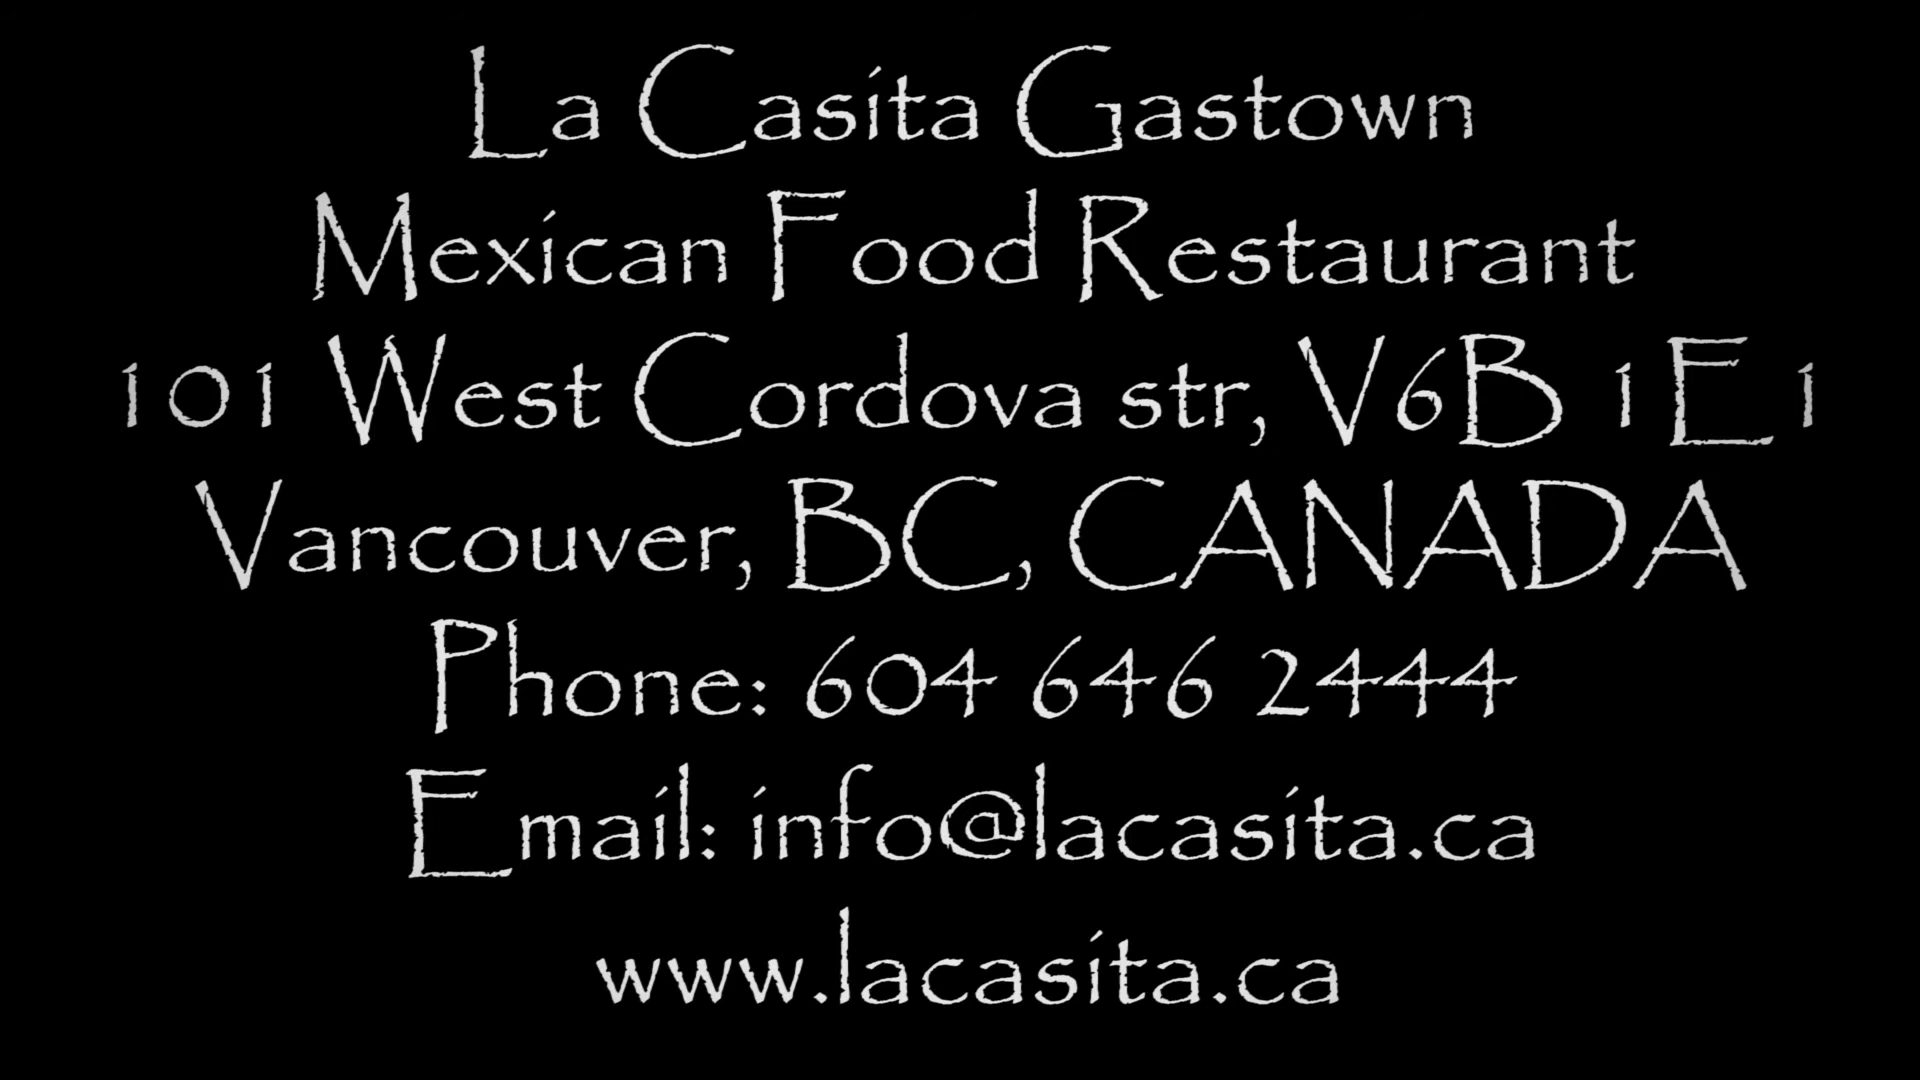 La Casita Gastown
Mexican Food Restaurant
101 West Cordova str, V6B 1E1
Vancouver, BC, CANADA
Phone: 604 646 2444
Email: info@lacasita.ca
www.lacasita.ca